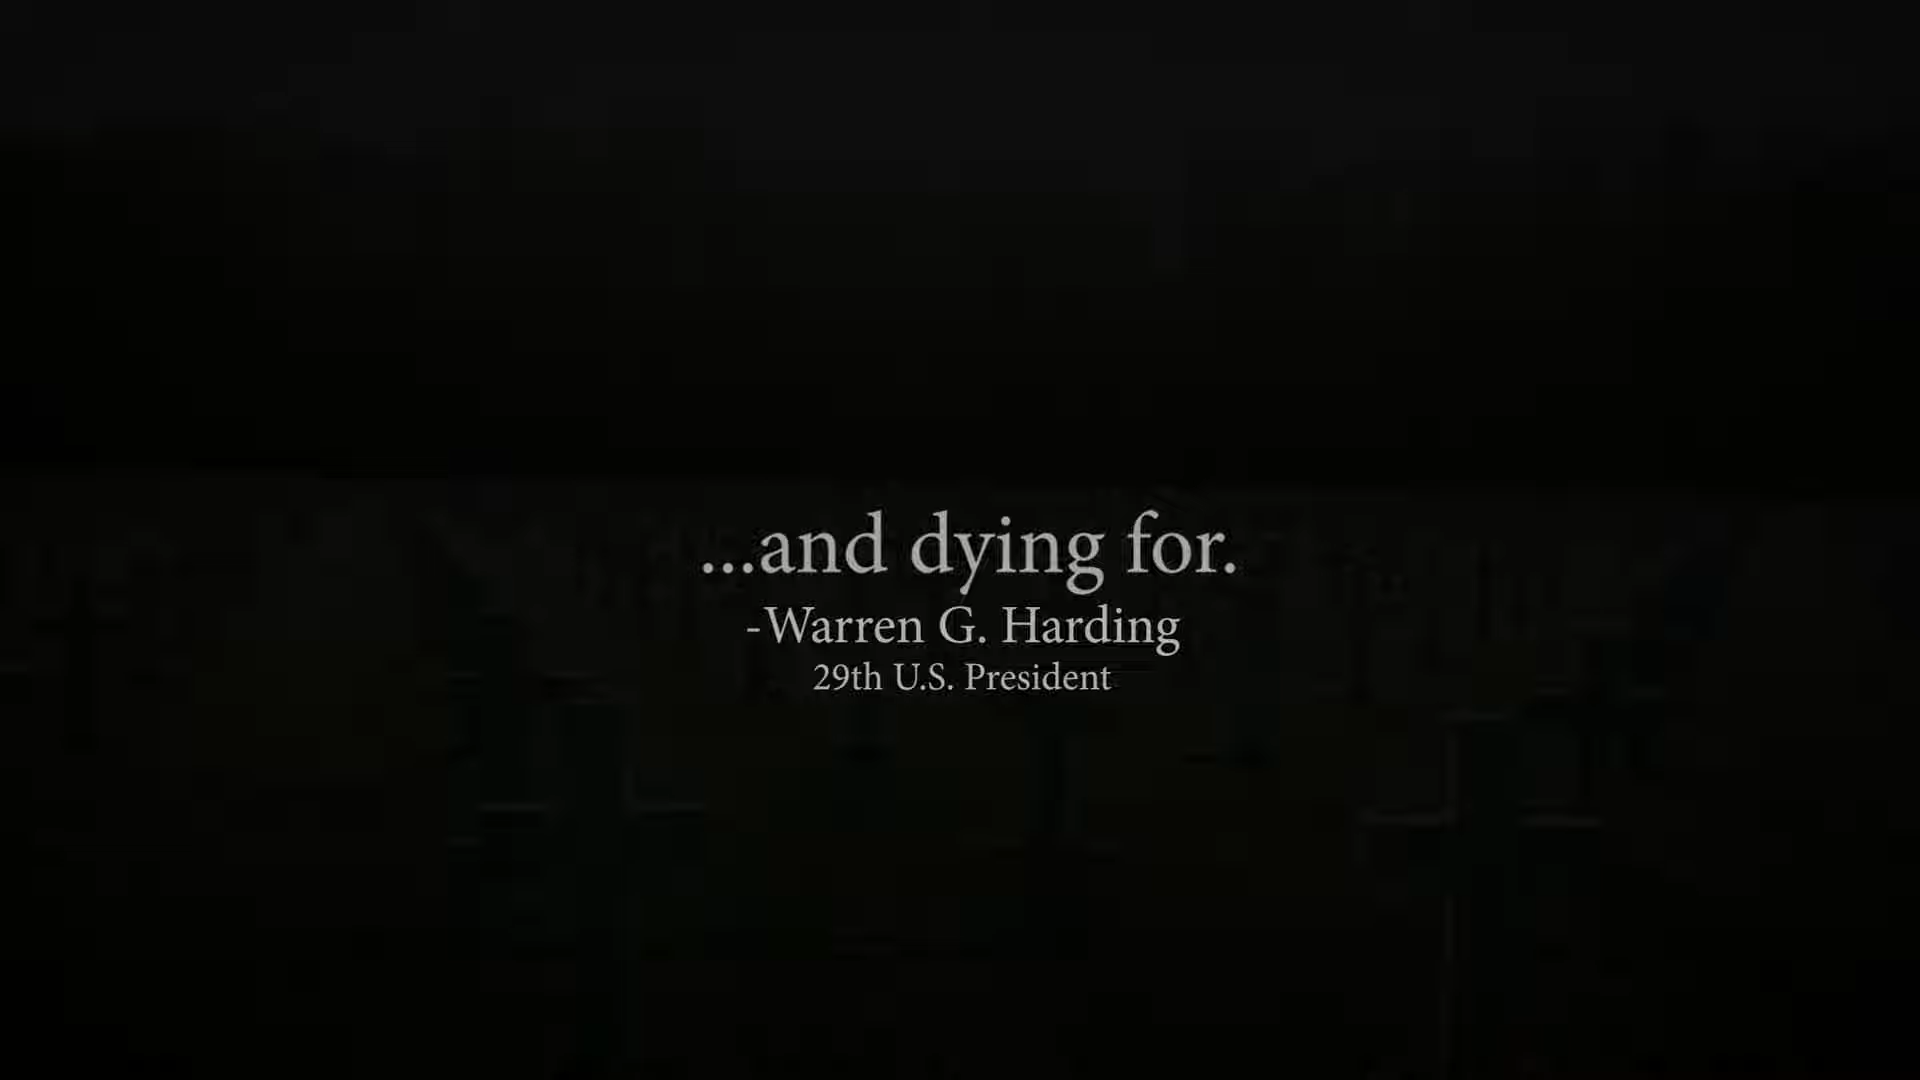 ...and dying for.
-Warren G. Harding
29th U.S. President